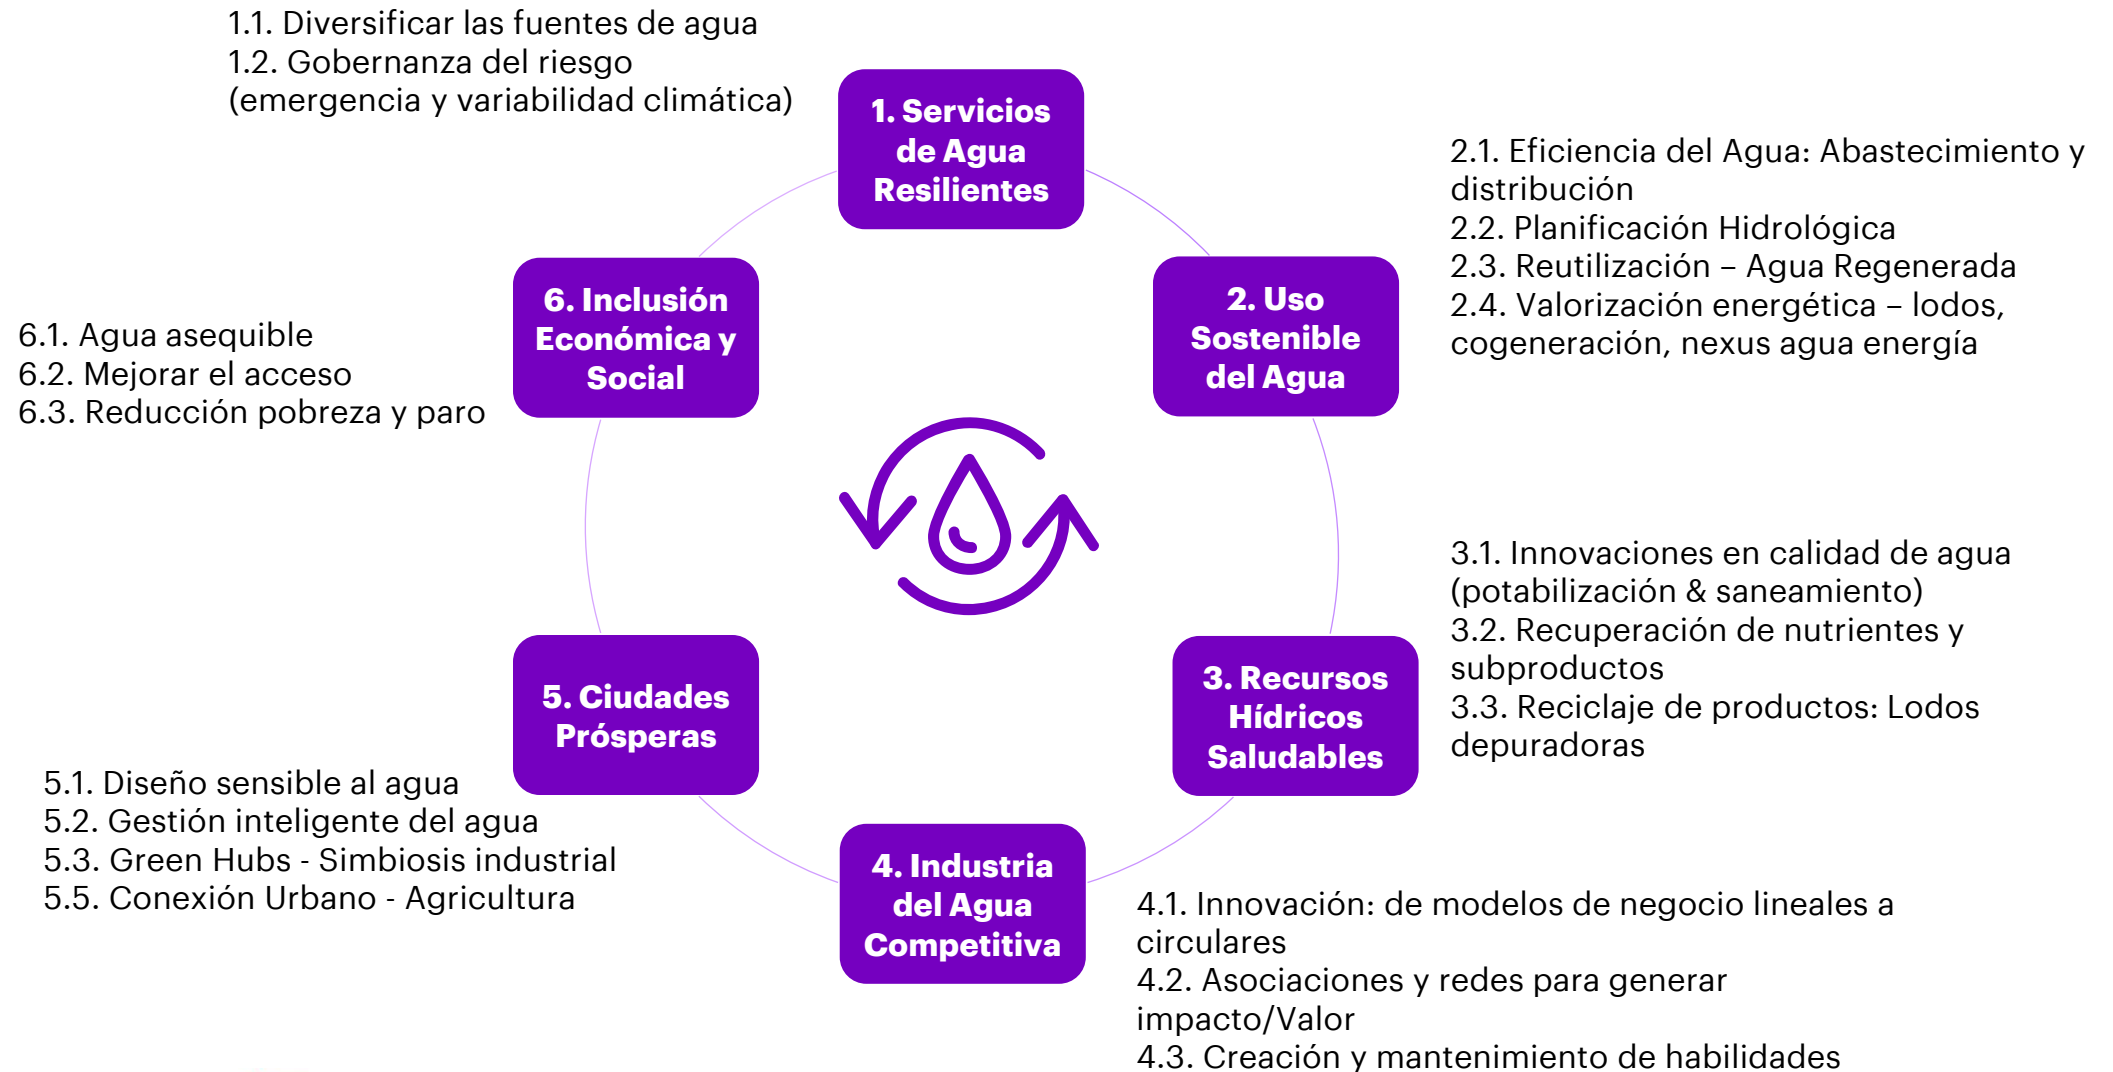 1.1. Diversificar las fuentes de agua
1.2. Gobernanza del riesgo
(emergencia y variabilidad climática)
1. Servicios
de Agua
Resilientes
2.1. Eficiencia del Agua: Abastecimiento y
distribución
2.2. Planificación Hidrológica
2.3. Reutilización – Agua Regenerada
2.4. Valorización energética – lodos,
cogeneración, nexus agua energía
2. Uso
Sostenible
del Agua
6. Inclusión
Económica y
Social
6.1. Agua asequible
6.2. Mejorar el acceso
6.3. Reducción pobreza y paro
3.1. Innovaciones en calidad de agua
(potabilización & saneamiento)
3.2. Recuperación de nutrientes y
subproductos
3.3. Reciclaje de productos: Lodos
depuradoras
3. Recursos
Hídricos
Saludables
5. Ciudades
Prósperas
5.1. Diseño sensible al agua
5.2. Gestión inteligente del agua
5.3. Green Hubs - Simbiosis industrial
5.5. Conexión Urbano - Agricultura
4. Industria
del Agua
Competitiva
4.1. Innovación: de modelos de negocio lineales a
circulares
4.2. Asociaciones y redes para generar
impacto/Valor
4.3. Creación y mantenimiento de habilidades